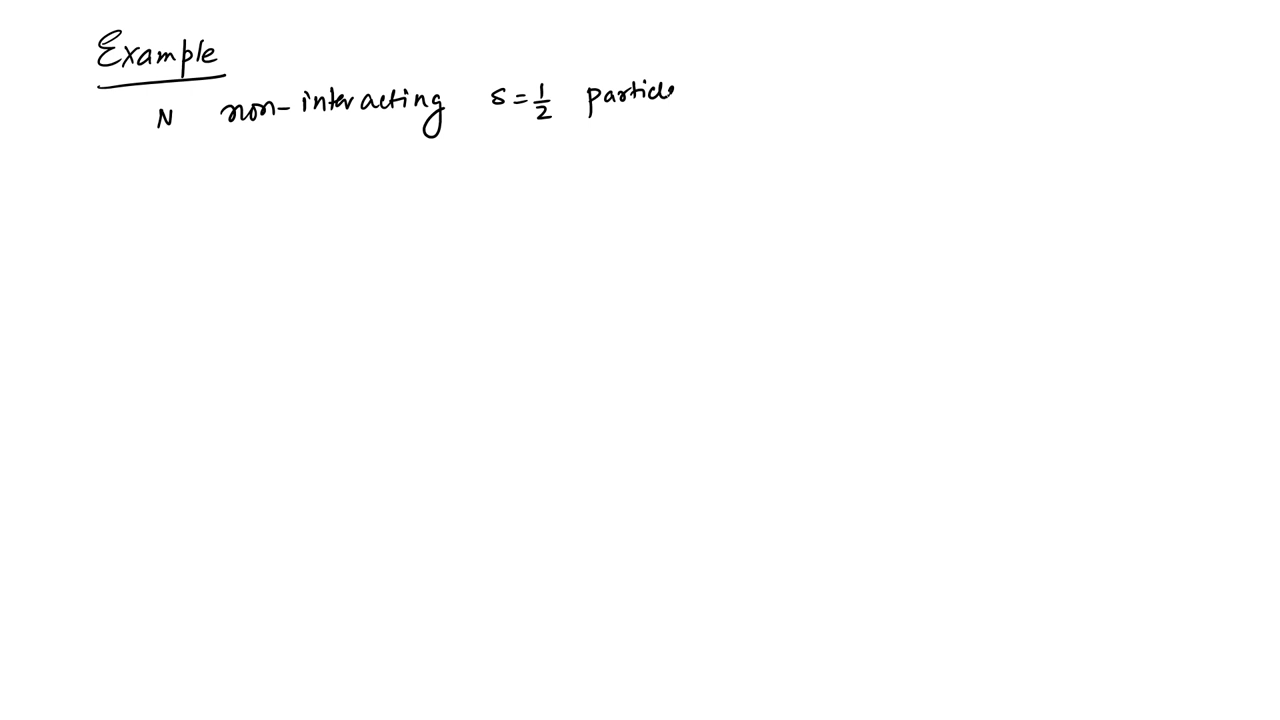 Example
N non-interacting s = 1/2 particle